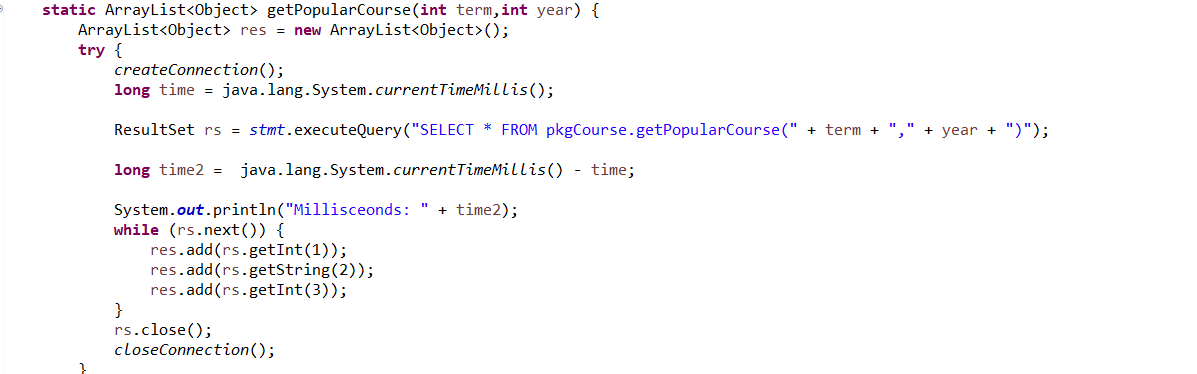 static ArrayList<Object> getPopularCourse(int term,int year) {
ArrayList<Object> res = new ArrayList<Object>();
try {
createConnection();
long time = java.lang.System.currentTimeMillis();
ResultSet rs = stmt.executeQuery("SELECT * FROM pkgCourse.getPopularCourse(" + term + "," + year + ")");
long time2 =  java.lang.System.currentTimeMillis() - time;
System.out.println("Millisceonds: " + time2);
while (rs.next()) {
res.add(rs.getInt(1));
res.add(rs.getString(2));
res.add(rs.getInt(3));
}
rs.close();
closeConnection();
}